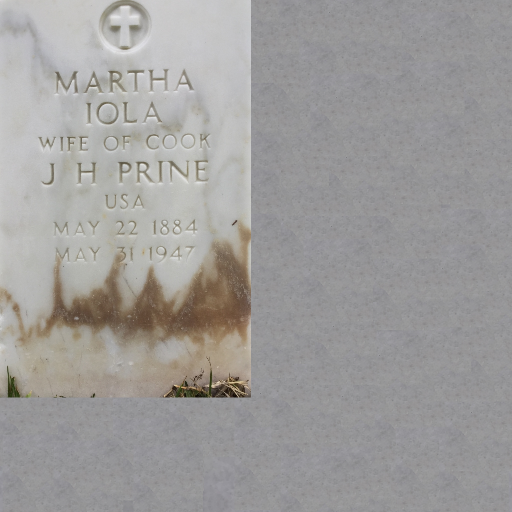 MARTHA
IOLA
WIFE OF COOK
J H PRINE
USA
MAY 22 1884
MAY 31 1947